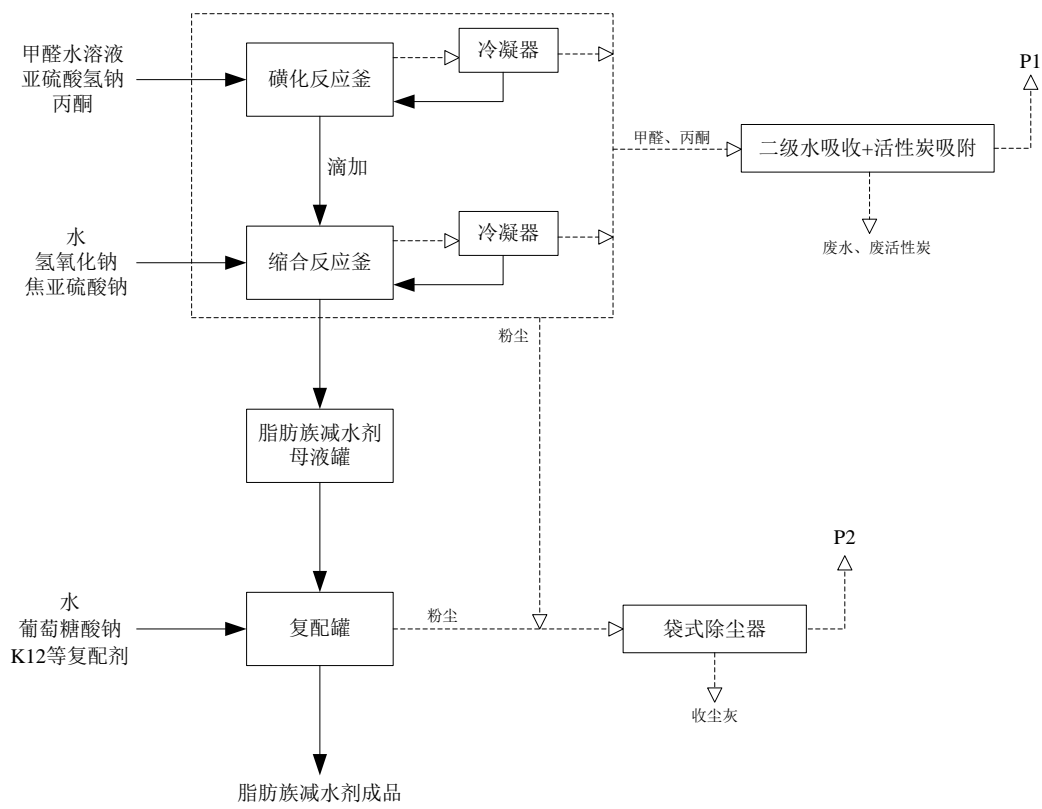 甲醛水溶液
亚硫酸氢钠
丙酮
磺化反应釜
冷凝器
P1
甲醛、丙酮
二级水吸收+活性炭吸附
滴加
水
氢氧化钠
焦亚硫酸钠
缩合反应釜
冷凝器
废水、废活性炭
粉尘
脂肪族减水剂
母液罐
P2
水
葡萄糖酸钠
K12等复配剂
复配罐
粉尘
袋式除尘器
收尘灰
脂肪族减水剂成品